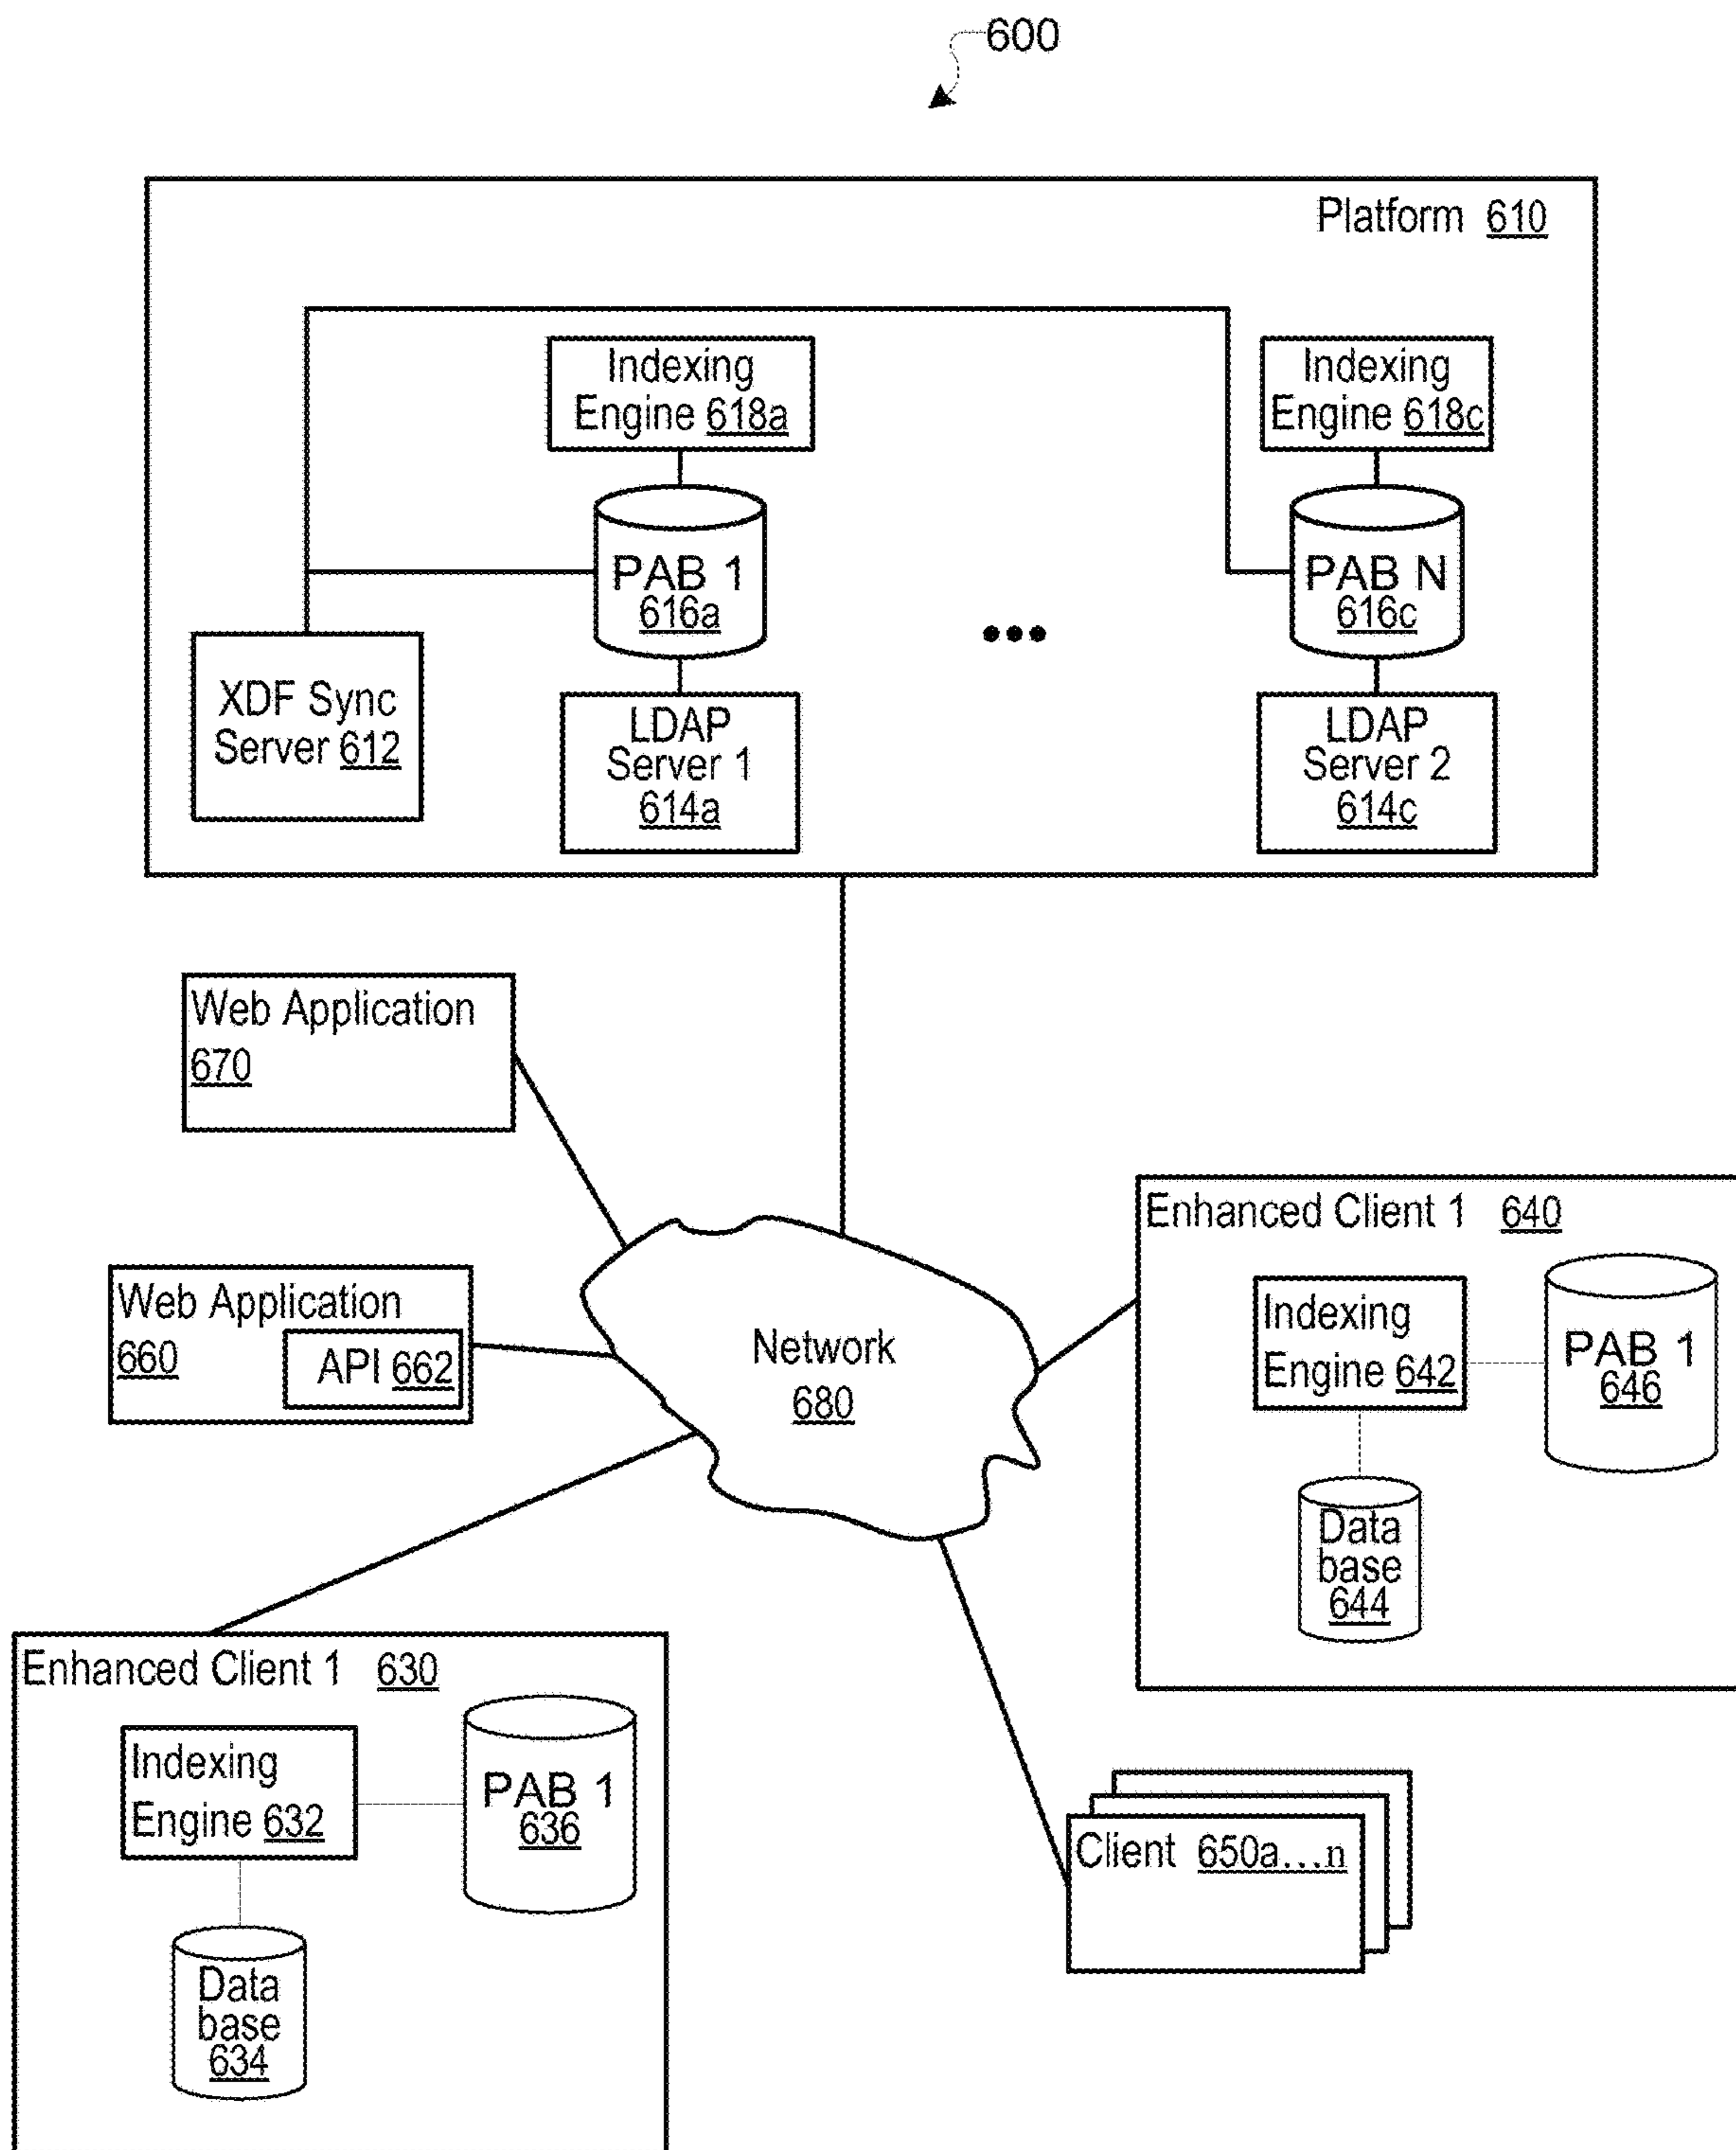 600
Platform 610
Indexing
Engine 618a
Indexing
Engine 618c
PAB 1
616a
PAB N
616c
XDF Sync
Server 612
LDAP
Server 1
614a
LDAP
Server 2
614c
Web Application
670
Enhanced Client 1 640
Indexing
Engine 642
PAB 1
646
Data
base
644
Web Application
660
API 662
Network
680
Enhanced Client 1 630
Indexing
Engine 632
PAB 1
636
Data
base
634
Client 650a...n